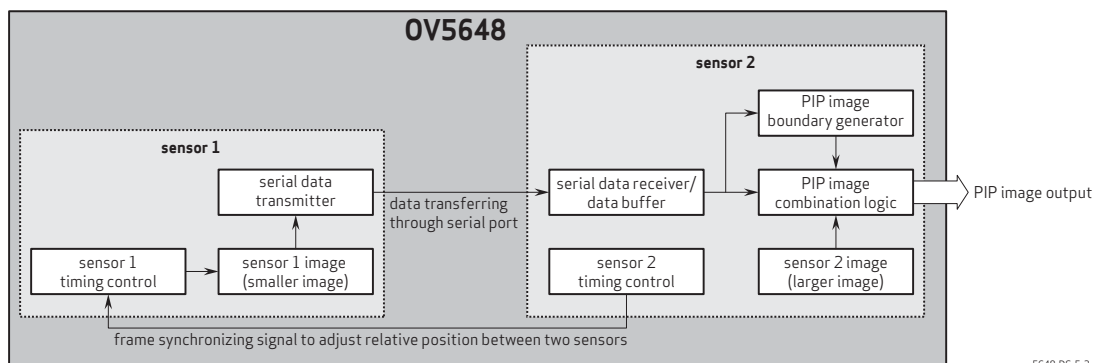 OV5648
sensor 2
PIP image
boundary generator
sensor 1
serial data
transmitter
data transferring
through serial port
serial data receiver/
data buffer
PIP image
combination logic
PIP image output
sensor 1
timing control
sensor 1 image
(smaller image)
sensor 2
timing control
sensor 2 image
(larger image)
frame synchronizing signal to adjust relative position between two sensors